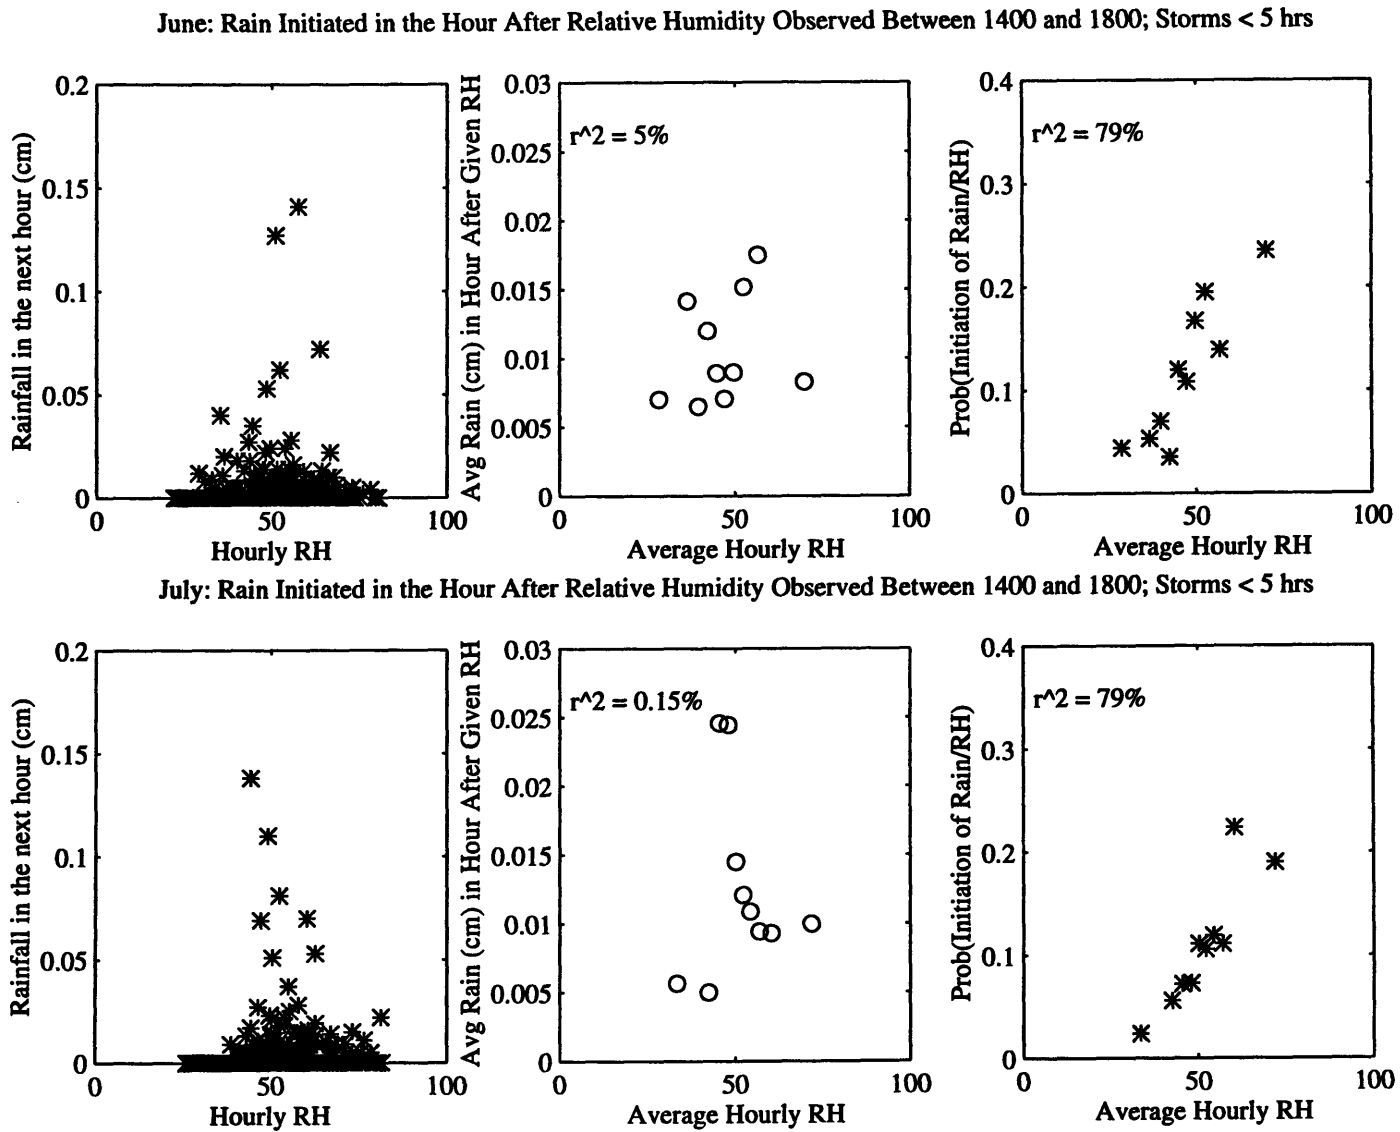 June: Rain Initiated in the Hour After Relative Humidity Observed Between 1400 and 1800; Storms < 5 hrs
Rainfall in the next hour (cm)
0.2
0.15
0.1
0.05
0
0
50
100
Hourly RH
Avg Rain (cm) in Hour After Given RH
0.03
0.025
0.02
0.015
0.01
0.005
0
r^2 = 5%
0
50
100
Average Hourly RH
Prob(Initiation of Rain/RH)
0.4
0.3
0.2
0.1
0
r^2 = 79%
0
50
100
Average Hourly RH
July: Rain Initiated in the Hour After Relative Humidity Observed Between 1400 and 1800; Storms < 5 hrs
Rainfall in the next hour (cm)
0.2
0.15
0.1
0.05
0
0
50
100
Hourly RH
Avg Rain (cm) in Hour After Given RH
0.03
0.025
0.02
0.015
0.01
0.005
0
r^2 = 0.15%
0
50
100
Average Hourly RH
Prob(Initiation of Rain/RH)
0.4
0.3
0.2
0.1
0
r^2 = 79%
0
50
100
Average Hourly RH